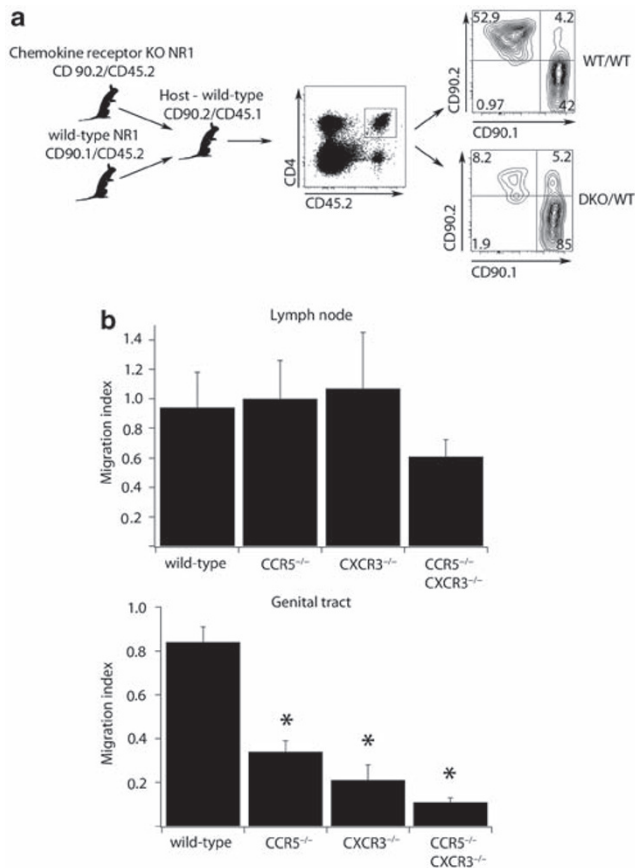 a
Chemokine receptor KO NR1
CD 90.2/CD45.2
wild-type NR1
CD90.1/CD45.2
Host - wild-type
CD90.2/CD45.1
CD4
CD45.2
52.9
4.2
0.97
42
CD90.2
CD90.1
WT/WT
8.2
5.2
1.9
85
CD90.2
CD90.1
DKO/WT
b
Lymph node
Migration index
1.4
1.2
1.0
0.8
0.6
0.4
0.2
wild-type
CCR5⁻/⁻
CXCR3⁻/⁻
CCR5⁻/⁻
CXCR3⁻/⁻
Genital tract
Migration index
1.0
0.8
0.6
0.4
0.2
*
*
*
wild-type
CCR5⁻/⁻
CXCR3⁻/⁻
CCR5⁻/⁻
CXCR3⁻/⁻